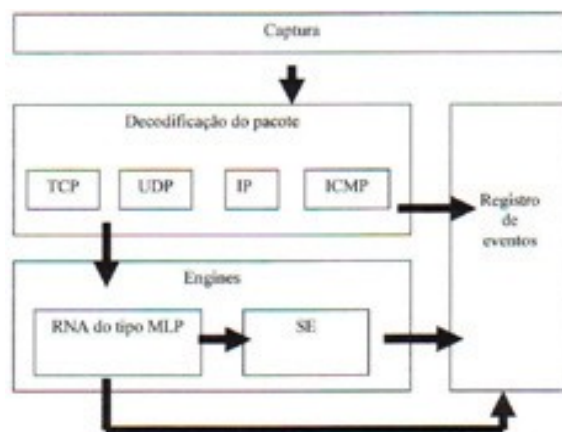 Captura
Decodificação do pacote
TCP UDP IP ICMP
Registro
de
eventos
Engines
RNA do tipo MLP SE